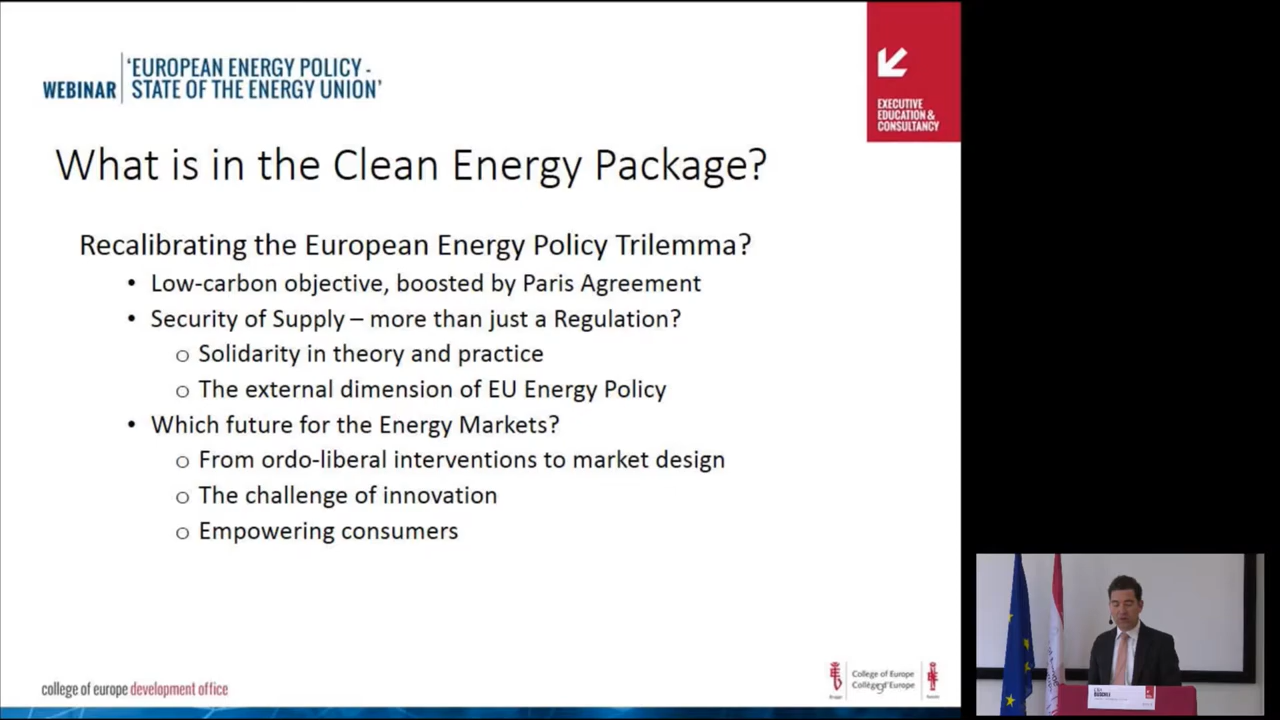 WEBINAR
'EUROPEAN ENERGY POLICY -
STATE OF THE ENERGY UNION'
EXECUTIVE
EDUCATION &
CONSULTANCY
What is in the Clean Energy Package?
Recalibrating the European Energy Policy Trilemma?
• Low-carbon objective, boosted by Paris Agreement
• Security of Supply – more than just a Regulation?
o Solidarity in theory and practice
o The external dimension of EU Energy Policy
• Which future for the Energy Markets?
o From ordo-liberal interventions to market design
o The challenge of innovation
o Empowering consumers
college of europe development office
College of Europe
Collège d'Europe